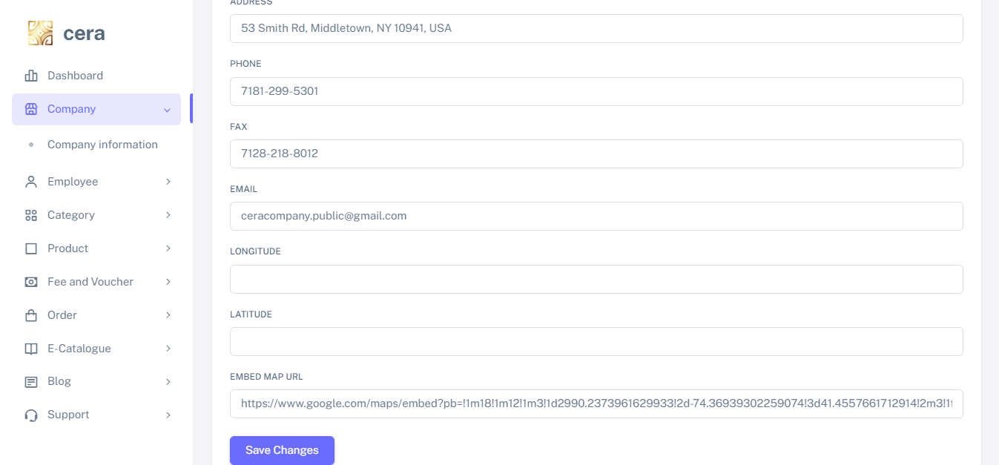 cera
Dashboard
Company
Company information
Employee
Category
Product
Fee and Voucher
Order
E-Catalogue
Blog
Support
ADDRESS
53 Smith Rd, Middletown, NY 10941, USA
PHONE
7181-299-5301
FAX
7128-218-8012
EMAIL
ceracompany.public@gmail.com
LONGITUDE
LATITUDE
EMBED MAP URL
https://www.google.com/maps/embed?pb=!1m18!1m12!1m3!1d2990.2373961629933!2d-74.36939302259074!3d41.4557661712914!2m3!1f
Save Changes